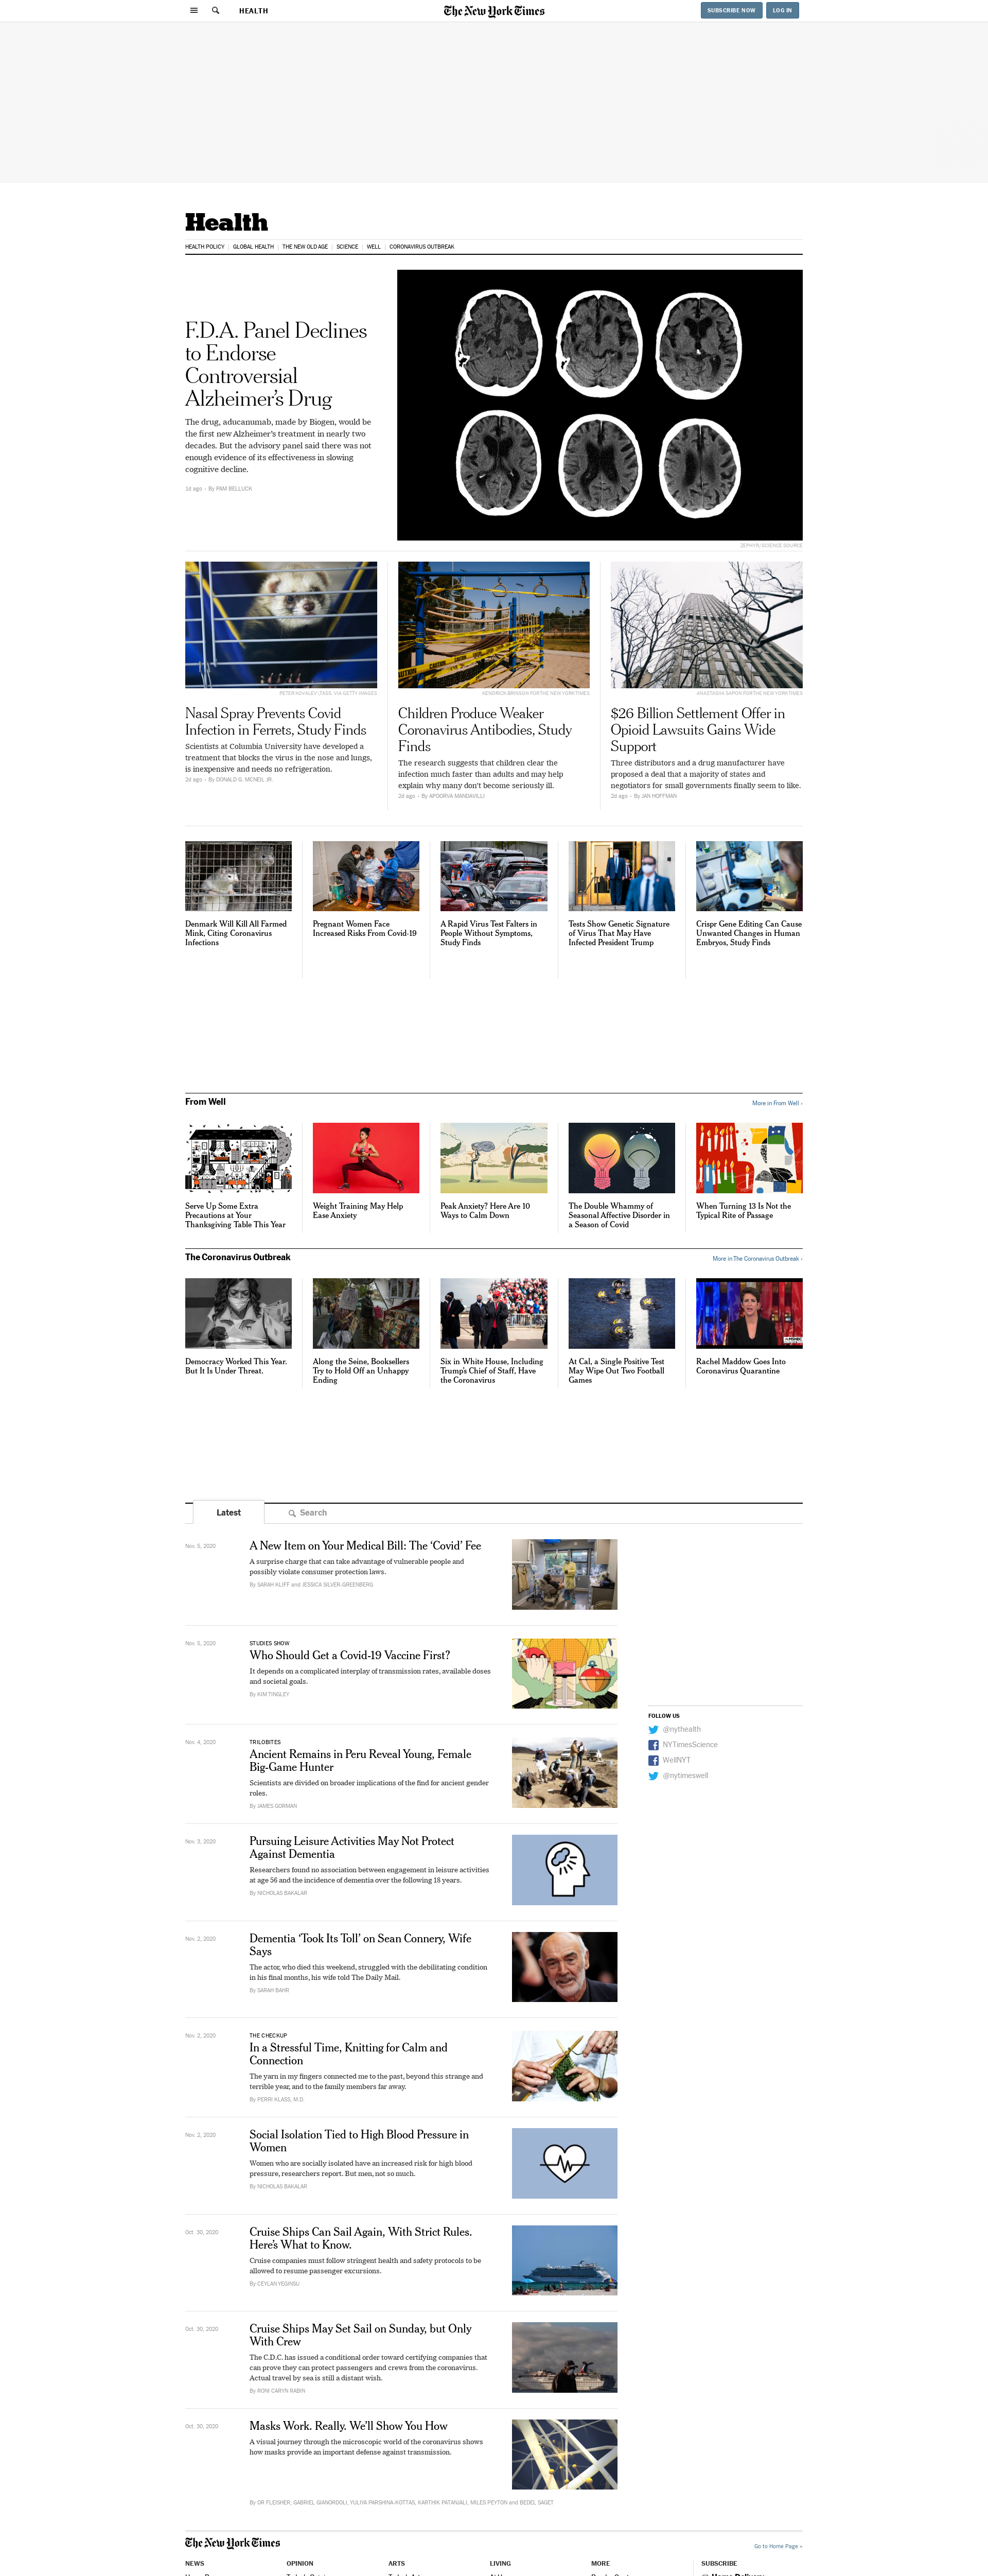 HEALTH
The New York Times
SUBSCRIBE NOW
LOG IN
Health
HEALTH POLICY
GLOBAL HEALTH
THE NEW OLD AGE
SCIENCE
WELL
CORONAVIRUS OUTBREAK
F.D.A. Panel Declines
to Endorse
Controversial
Alzheimer's Drug
The drug, aducanumab, made by Biogen, would be
the first new Alzheimer's treatment in nearly two
decades. But the advisory panel said there was not
enough evidence of its effectiveness in slowing
cognitive decline.
1d ago • By PAM BELLUCK
ZEPHYR/SCIENCE SOURCE
PETER KOVALEV\TASS, VIA GETTY IMAGES
Nasal Spray Prevents Covid
Infection in Ferrets, Study Finds
Scientists at Columbia University have developed a
treatment that blocks the virus in the nose and lungs,
is inexpensive and needs no refrigeration.
2d ago • By DONALD G. MCNEIL JR.
CAUTION
KENDRICK BRINSON FOR THE NEW YORK TIMES
Children Produce Weaker
Coronavirus Antibodies, Study
Finds
The research suggests that children clear the
infection much faster than adults and may help
explain why many don't become seriously ill.
2d ago • By APOORVA MANDAVILLI
ANASTASIIA SAPON FOR THE NEW YORK TIMES
$26 Billion Settlement Offer in
Opioid Lawsuits Gains Wide
Support
Three distributors and a drug manufacturer have
proposed a deal that a majority of states and
negotiators for small governments finally seem to like.
2d ago • By JAN HOFFMAN
Denmark Will Kill All Farmed
Mink, Citing Coronavirus
Infections
Pregnant Women Face
Increased Risks From Covid-19
A Rapid Virus Test Falters in
People Without Symptoms,
Study Finds
Tests Show Genetic Signature
of Virus That May Have
Infected President Trump
Crispr Gene Editing Can Cause
Unwanted Changes in Human
Embryos, Study Finds
From Well
More in From Well ›
Serve Up Some Extra
Precautions at Your
Thanksgiving Table This Year
Weight Training May Help
Ease Anxiety
Peak Anxiety? Here Are 10
Ways to Calm Down
The Double Whammy of
Seasonal Affective Disorder in
a Season of Covid
When Turning 13 Is Not the
Typical Rite of Passage
The Coronavirus Outbreak
More in The Coronavirus Outbreak ›
Democracy Worked This Year.
But It Is Under Threat.
Along the Seine, Booksellers
Try to Hold Off an Unhappy
Ending
Six in White House, Including
Trump's Chief of Staff, Have
the Coronavirus
At Cal, a Single Positive Test
May Wipe Out Two Football
Games
Rachel Maddow Goes Into
Coronavirus Quarantine
Latest
Search
Nov. 5, 2020
A New Item on Your Medical Bill: The ‘Covid’ Fee
A surprise charge that can take advantage of vulnerable people and
possibly violate consumer protection laws.
By SARAH KLIFF and JESSICA SILVER-GREENBERG
Nov. 5, 2020
STUDIES SHOW
Who Should Get a Covid-19 Vaccine First?
It depends on a complicated interplay of transmission rates, available doses
and societal goals.
By KIM TINGLEY
FOLLOW US
@nythealth
NYTimesScience
WellNYT
@nytimeswell
Nov. 4, 2020
TRILOBITES
Ancient Remains in Peru Reveal Young, Female
Big-Game Hunter
Scientists are divided on broader implications of the find for ancient gender
roles.
By JAMES GORMAN
Nov. 3, 2020
Pursuing Leisure Activities May Not Protect
Against Dementia
Researchers found no association between engagement in leisure activities
at age 56 and the incidence of dementia over the following 18 years.
By NICHOLAS BAKALAR
Nov. 2, 2020
Dementia ‘Took Its Toll’ on Sean Connery, Wife
Says
The actor, who died this weekend, struggled with the debilitating condition
in his final months, his wife told The Daily Mail.
By SARAH BAHR
Nov. 2, 2020
THE CHECKUP
In a Stressful Time, Knitting for Calm and
Connection
The yarn in my fingers connected me to the past, beyond this strange and
terrible year, and to the family members far away.
By PERRI KLASS, M.D.
Nov. 2, 2020
Social Isolation Tied to High Blood Pressure in
Women
Women who are socially isolated have an increased risk for high blood
pressure, researchers report. But men, not so much.
By NICHOLAS BAKALAR
Oct. 30, 2020
Cruise Ships Can Sail Again, With Strict Rules.
Here's What to Know.
Cruise companies must follow stringent health and safety protocols to be
allowed to resume passenger excursions.
By CEYLAN YEGINSU
Oct. 30, 2020
Cruise Ships May Set Sail on Sunday, but Only
With Crew
The C.D.C. has issued a conditional order toward certifying companies that
can prove they can protect passengers and crews from the coronavirus.
Actual travel by sea is still a distant wish.
By RONI CARYN RABIN
Oct. 30, 2020
Masks Work. Really. We'll Show You How
A visual journey through the microscopic world of the coronavirus shows
how masks provide an important defense against transmission.
By OR FLEISHER, GABRIEL GIANORDOLI, YULIYA PARSHINA-KOTTAS, KARTHIK PATANJALI, MILES PEYTON and BEDEL SAGET
The New York Times
Go to Home Page »
NEWS
OPINION
ARTS
LIVING
MORE
SUBSCRIBE